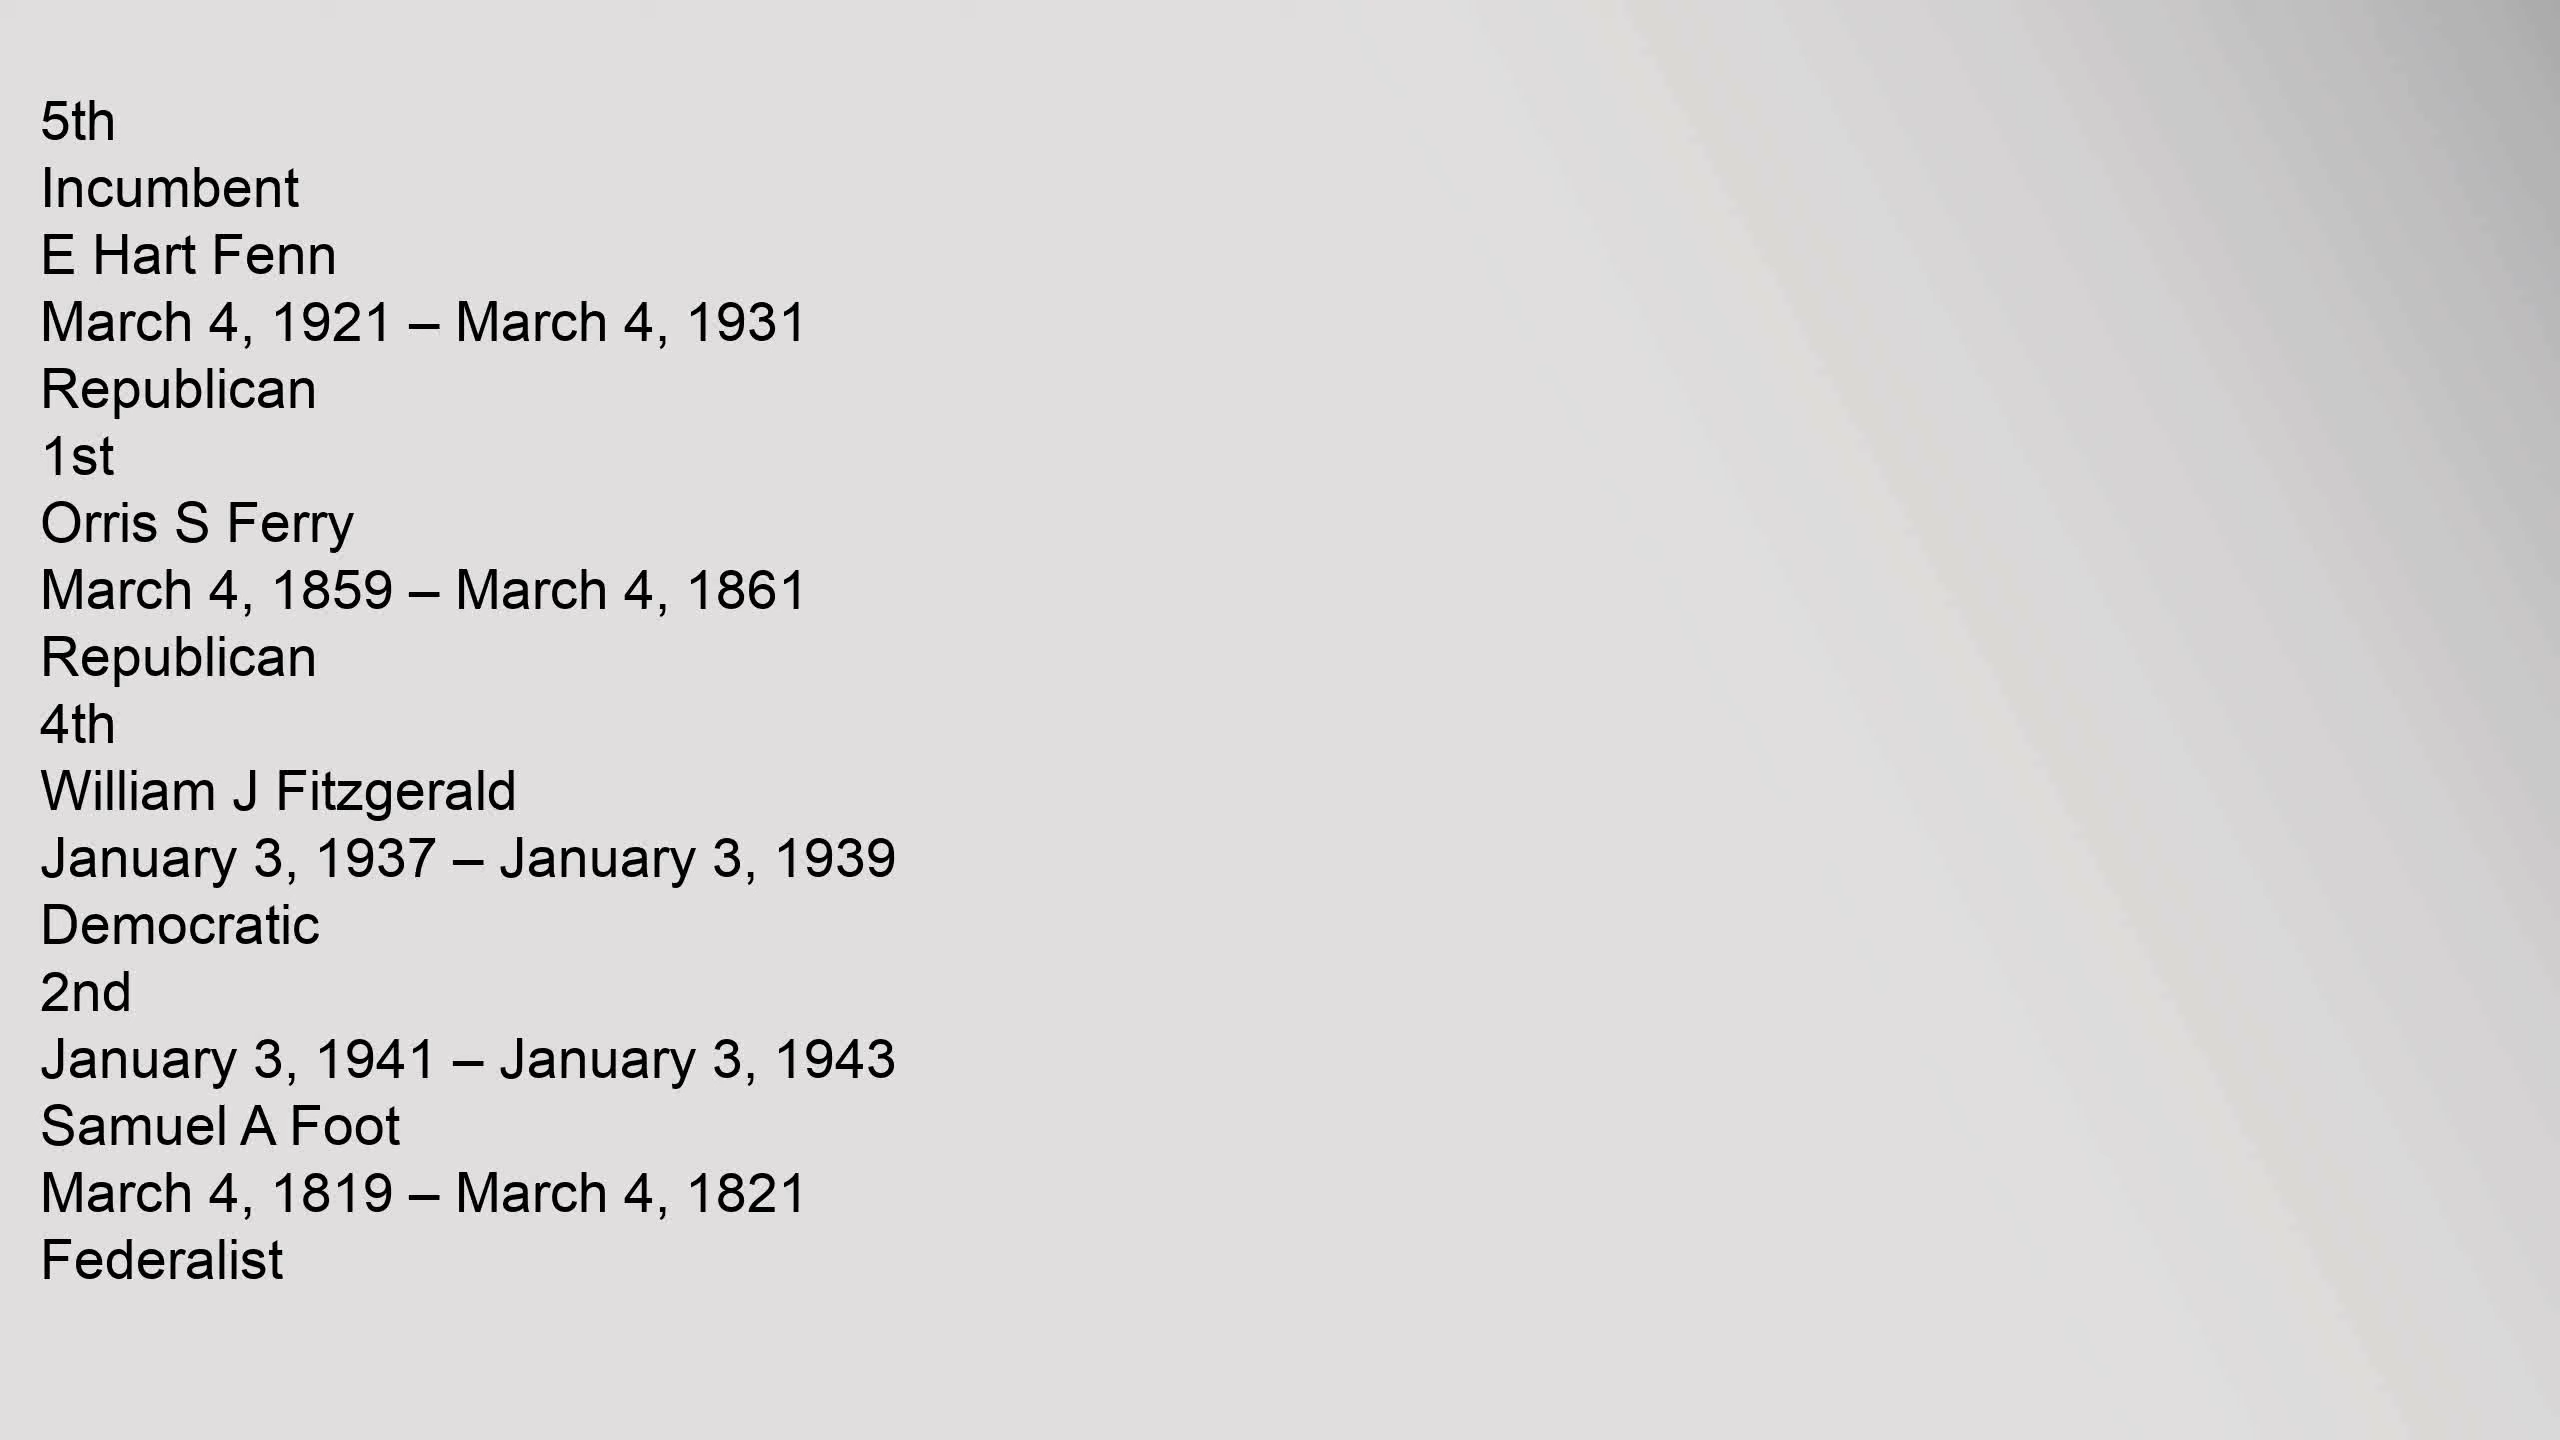 5th
Incumbent
E Hart Fenn
March 4, 1921 – March 4, 1931
Republican
1st
Orris S Ferry
March 4, 1859 – March 4, 1861
Republican
4th
William J Fitzgerald
January 3, 1937 – January 3, 1939
Democratic
2nd
January 3, 1941 – January 3, 1943
Samuel A Foot
March 4, 1819 – March 4, 1821
Federalist